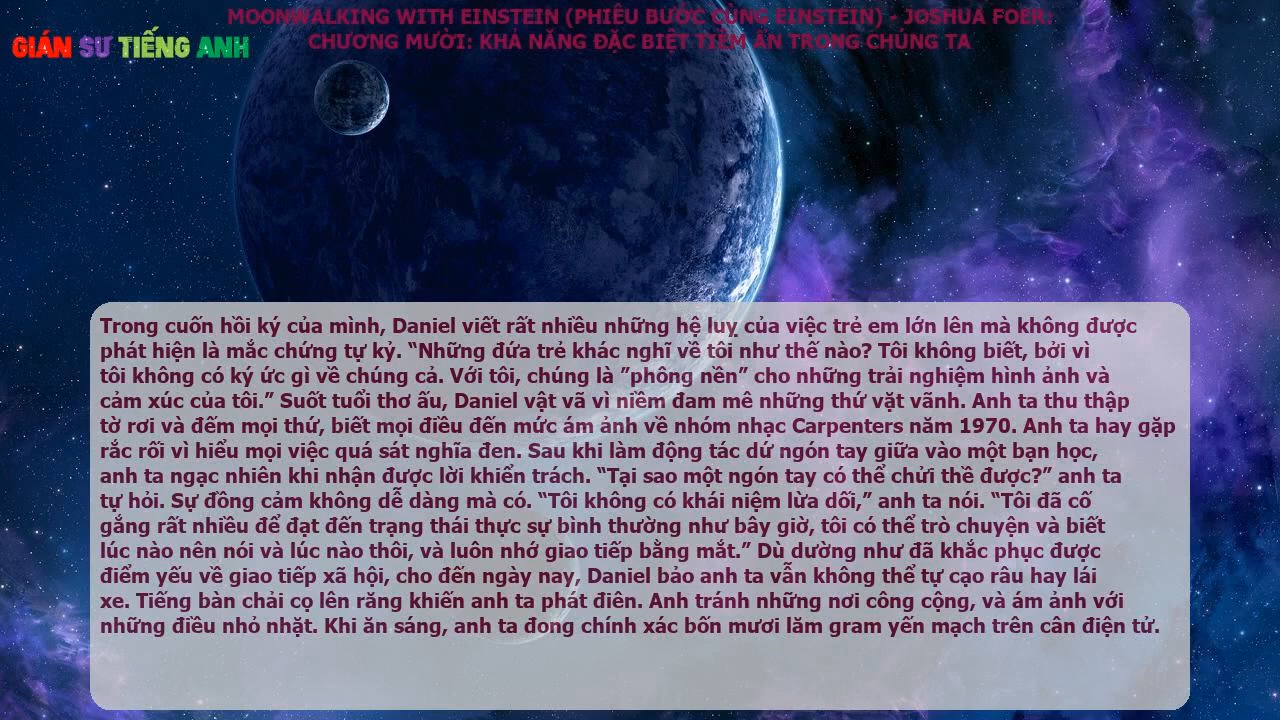 MOONWALKING WITH EINSTEIN (PHIÊU BƯỚC CÙNG EINSTEIN) - JOSHUA FOER:
CHƯƠNG MƯỜI: KHẢ NĂNG ĐẶC BIỆT TIỀM ẨN TRONG CHÚNG TA
GIÁN SƯ TIẾNG ANH
Trong cuốn hồi ký của mình, Daniel viết rất nhiều những hệ luỵ của việc trẻ em lớn lên mà không được
phát hiện là mắc chứng tự kỷ. “Những đứa trẻ khác nghĩ về tôi như thế nào? Tôi không biết, bởi vì
tôi không có ký ức gì về chúng cả. Với tôi, chúng là ”phông nền” cho những trải nghiệm hình ảnh và
cảm xúc của tôi.” Suốt tuổi thơ ấu, Daniel vật vã vì niềm đam mê những thứ vặt vãnh. Anh ta thu thập
tờ rơi và đếm mọi thứ, biết mọi điều đến mức ám ảnh về nhóm nhạc Carpenters năm 1970. Anh ta hay gặp
rắc rối vì hiểu mọi việc quá sát nghĩa đen. Sau khi làm động tác dứ ngón tay giữa vào một bạn học,
anh ta ngạc nhiên khi nhận được lời khiển trách. “Tại sao một ngón tay có thể chửi thề được?” anh ta
tự hỏi. Sự đồng cảm không dễ dàng mà có. “Tôi không có khái niệm lừa dối,” anh ta nói. “Tôi đã cố
gắng rất nhiều để đạt đến trạng thái thực sự bình thường như bây giờ, tôi có thể trò chuyện và biết
lúc nào nên nói và lúc nào thôi, và luôn nhớ giao tiếp bằng mắt.” Dù dường như đã khắc phục được
điểm yếu về giao tiếp xã hội, cho đến ngày nay, Daniel bảo anh ta vẫn không thể tự cạo râu hay lái
xe. Tiếng bàn chải cọ lên răng khiến anh ta phát điên. Anh tránh những nơi công cộng, và ám ảnh với
những điều nhỏ nhặt. Khi ăn sáng, anh ta đong chính xác bốn mươi lăm gram yến mạch trên cân điện tử.